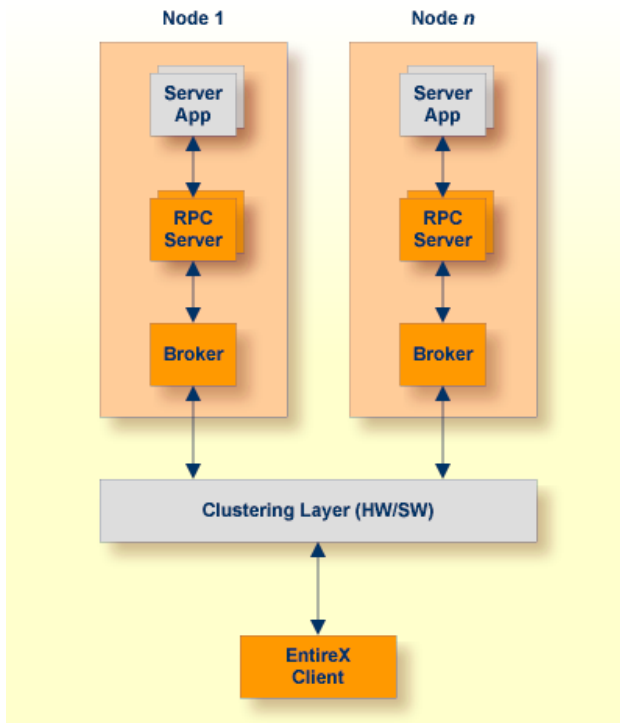 Node 1
Node n
Server
App
Server
App
RPC
Server
RPC
Server
Broker
Broker
Clustering Layer (HW/SW)
EntireX
Client